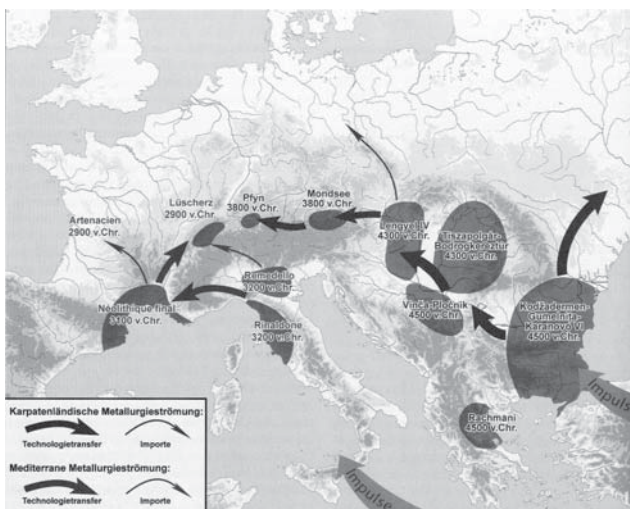 Artenacien
2900 v.Chr.
Lüscherz
2900 v.Chr.
Pfyn
3800 v.Chr.
Mondsee
3800 v.Chr.
Lengyel IV
4300 v.Chr.
Tiszapolgár-
Bodrogkeresztúr
4300 v.Chr.
Remedello
3200 v.Chr.
Néolithique final
3100 v.Chr.
Rinaldone
3200 v.Chr.
Vinča-Pločnik
4500 v.Chr.
Kodžadermen-
Gumelnița-
Karanovo VI
4500 v.Chr.
Rachmani
4500 v.Chr.
Impulse
Impulse
Karpatenländische Metallurgieströmung:
Technologietransfer
Importe
Mediterrane Metallurgieströmung:
Technologietransfer
Importe